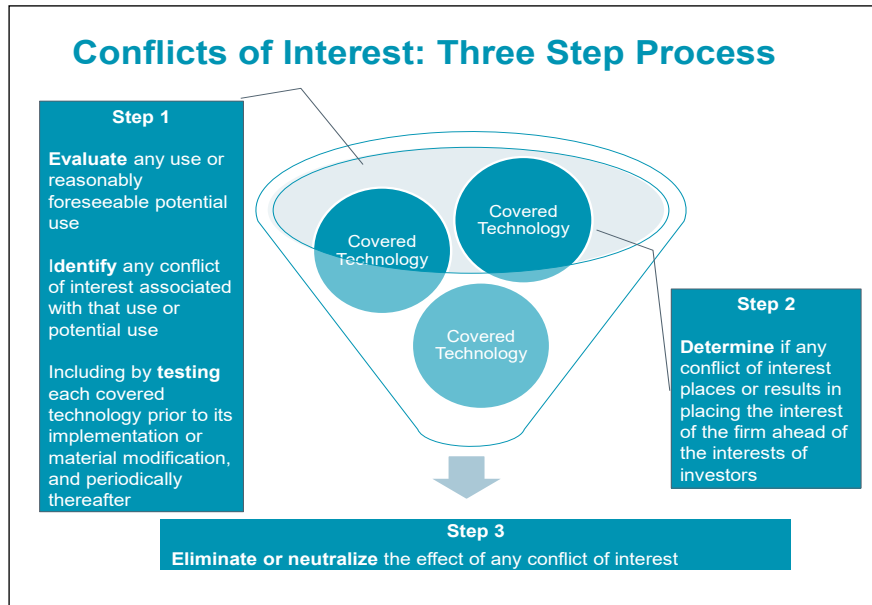 Conflicts of Interest: Three Step Process
Step 1
Evaluate any use or
reasonably
foreseeable potential
use
Identify any conflict
of interest associated
with that use or
potential use
Including by testing
each covered
technology prior to its
implementation or
material modification,
and periodically
thereafter
Covered
Technology
Covered
Technology
Covered
Technology
Step 2
Determine if any
conflict of interest
places or results in
placing the interest
of the firm ahead of
the interests of
investors
Step 3
Eliminate or neutralize the effect of any conflict of interest